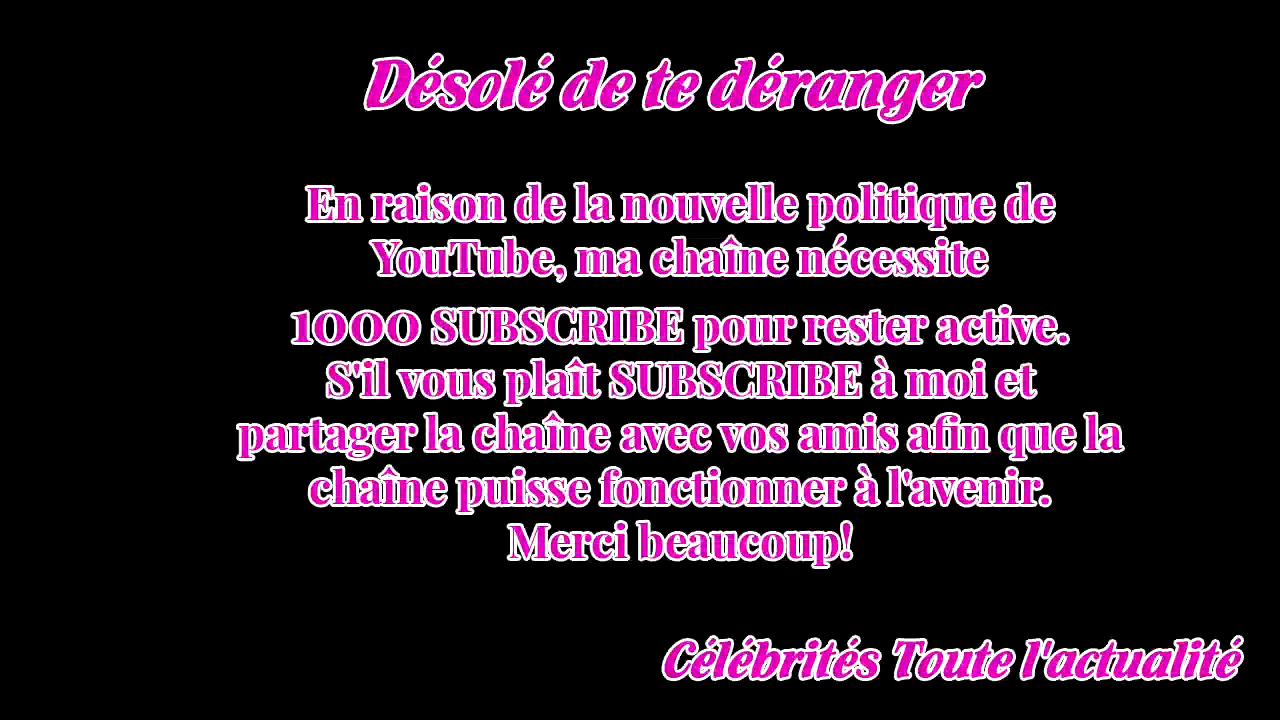 Désolé de te déranger
En raison de la nouvelle politique de
YouTube, ma chaîne nécessite
1000 SUBSCRIBE pour rester active.
S'il vous plaît SUBSCRIBE à moi et
partager la chaîne avec vos amis afin que la
chaîne puisse fonctionner à l'avenir.
Merci beaucoup!
Célébrités Toute l'actualité